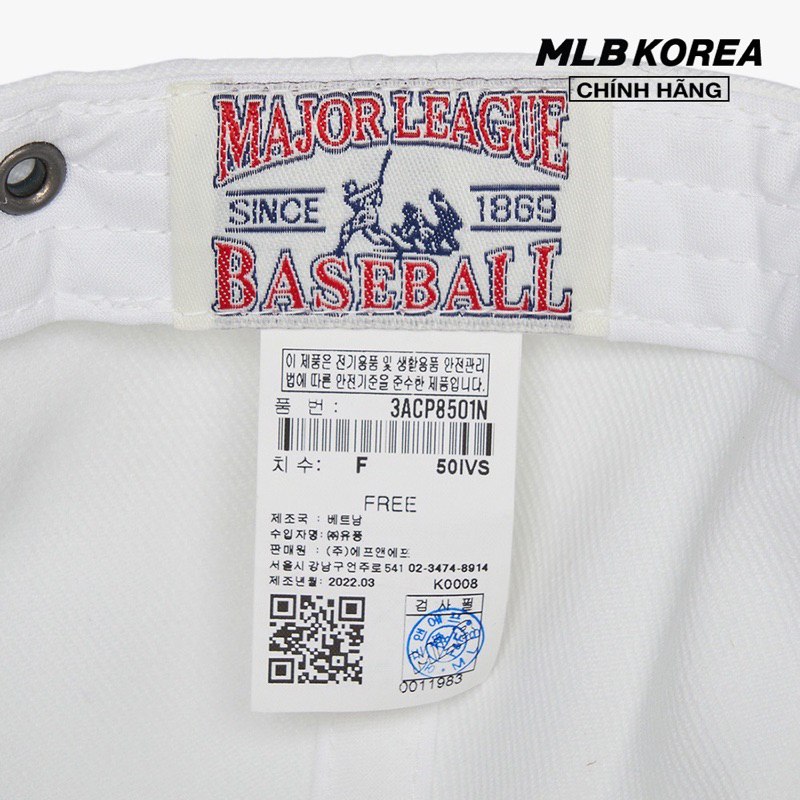 MLB KOREA
CHÍNH HÃNG
MAJOR LEAGUE
SINCE 1869
BASEBALL
이 제품은 전기용품 및 생활용품 안전관리
법에 따른 안전기준을 준수한 제품입니다.
품 번 : 3ACP8501N
치 수: F 50IVS
FREE
제조국 : 베트남
수입자명: ㈜유풍
판매원 : (주)에프앤에프
서울시 강남구언주로541 02-3474-8914
제조년월: 2022.03 K0008
검 사 필
MLB
0011983